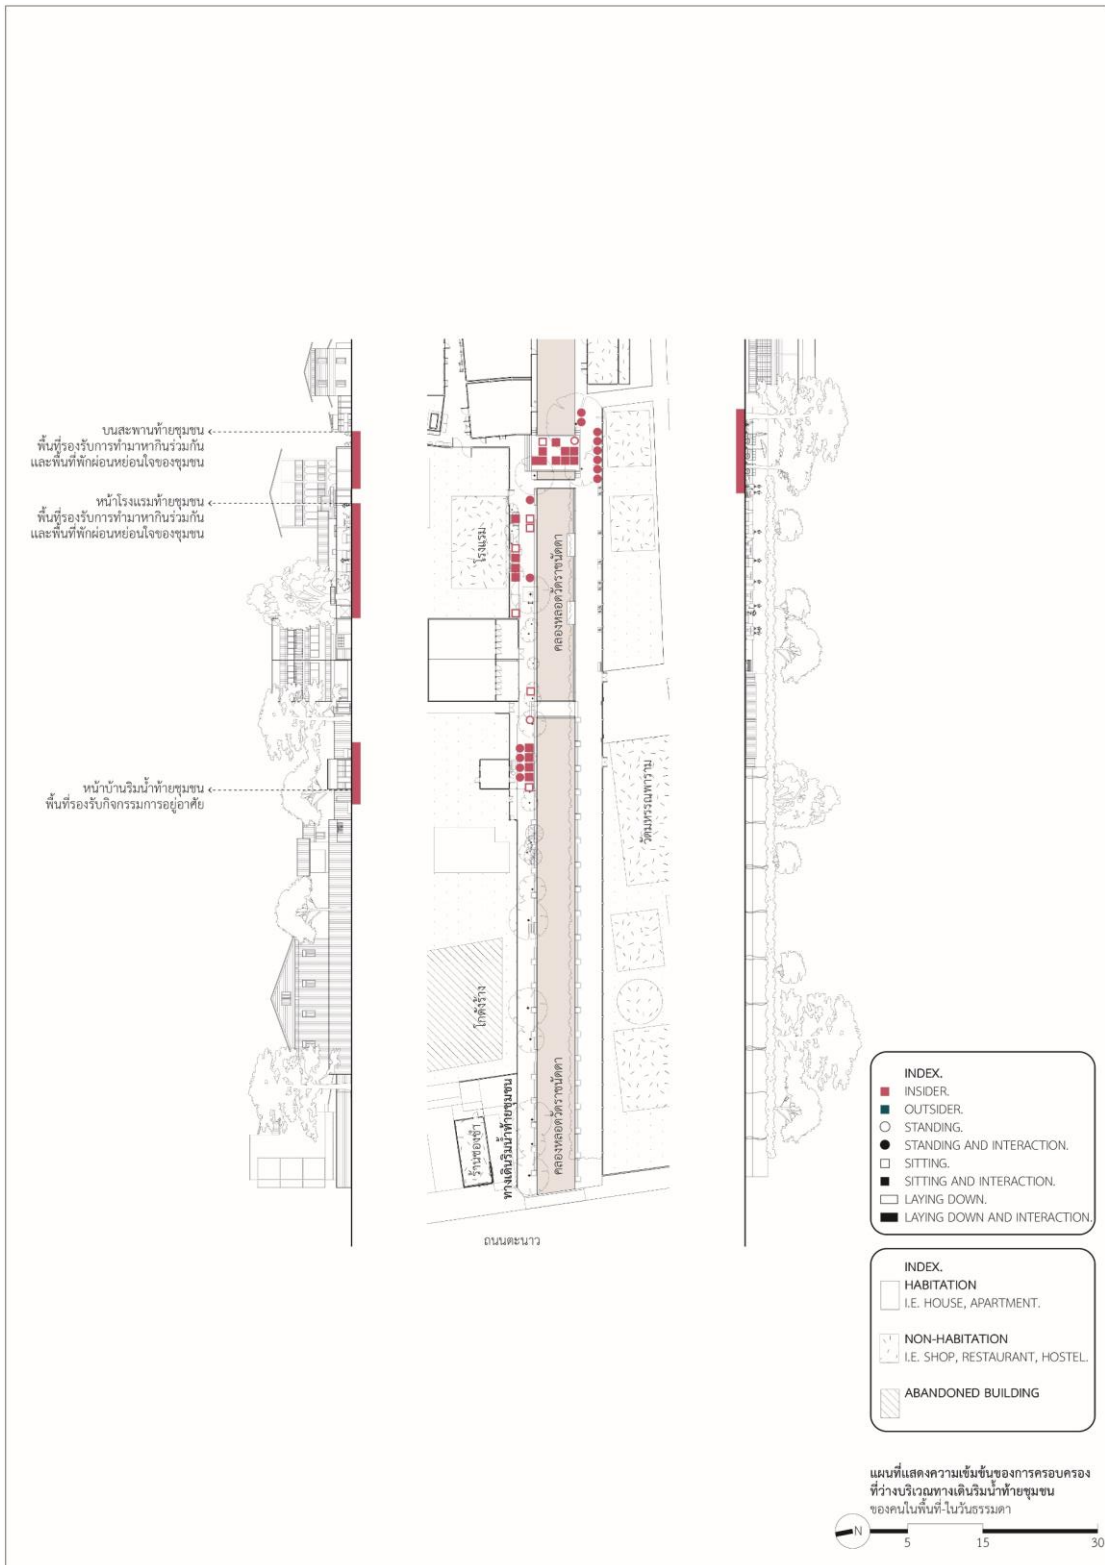 บนสะพานท้ายชุมชน
พื้นที่รองรับการทำมาหากินร่วมกัน
และพื้นที่พักผ่อนหย่อนใจของชุมชน
หน้าโรงแรมท้ายชุมชน
พื้นที่รองรับการทำมาหากินร่วมกัน
และพื้นที่พักผ่อนหย่อนใจของชุมชน
หน้าบ้านริมน้ำท้ายชุมชน
พื้นที่รองรับกิจกรรมการอยู่อาศัย
โรงแรม
คลองหลอดวัดราชนัดดา
วัดมหรรณพาราม
โกดังร้าง
ร้านของชำ
ทางเดินริมน้ำท้ายชุมชน
คลองหลอดวัดราชนัดดา
ถนนตะนาว
INDEX.
INSIDER.
OUTSIDER.
STANDING.
STANDING AND INTERACTION.
SITTING.
SITTING AND INTERACTION.
LAYING DOWN.
LAYING DOWN AND INTERACTION.
INDEX.
HABITATION
I.E. HOUSE, APARTMENT.
NON-HABITATION
I.E. SHOP, RESTAURANT, HOSTEL.
ABANDONED BUILDING
แผนที่แสดงความเข้มข้นของการครอบครอง
ที่ว่างบริเวณทางเดินริมน้ำท้ายชุมชน
ของคนในพื้นที่-ในวันธรรมดา
N
5 15 30